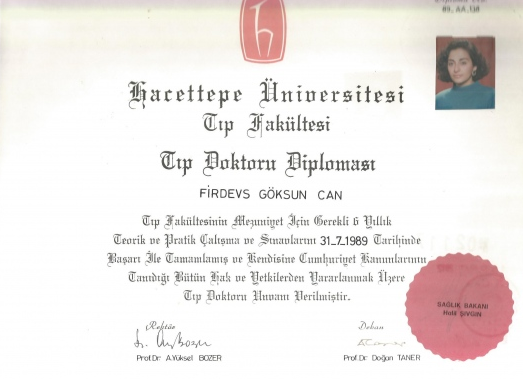 89. AA. 138
Hacettepe Üniversitesi
Tıp Fakültesi
Tıp Doktoru Diploması
FİRDEVS GÖKSUN CAN
Tıp Fakültesinin Mezuniyet İçin Gerekli 6 Yıllık
Teorik ve Pratik Çalışma ve Sınavlarını 31_7_1989 Tarihinde
Başarı İle Tamamlamış ve Kendisine Cumhuriyet Kanunlarının
Tanıdığı Bütün Hak ve Yetkilerden Yararlanmak Üzere
Tıp Doktoru Unvanı Verilmiştir.
SAĞLIK BAKANI
Halil ŞIVGIN
Rektör
Dekan
Prof.Dr. A.Yüksel BOZER
Prof.Dr. Doğan TANER